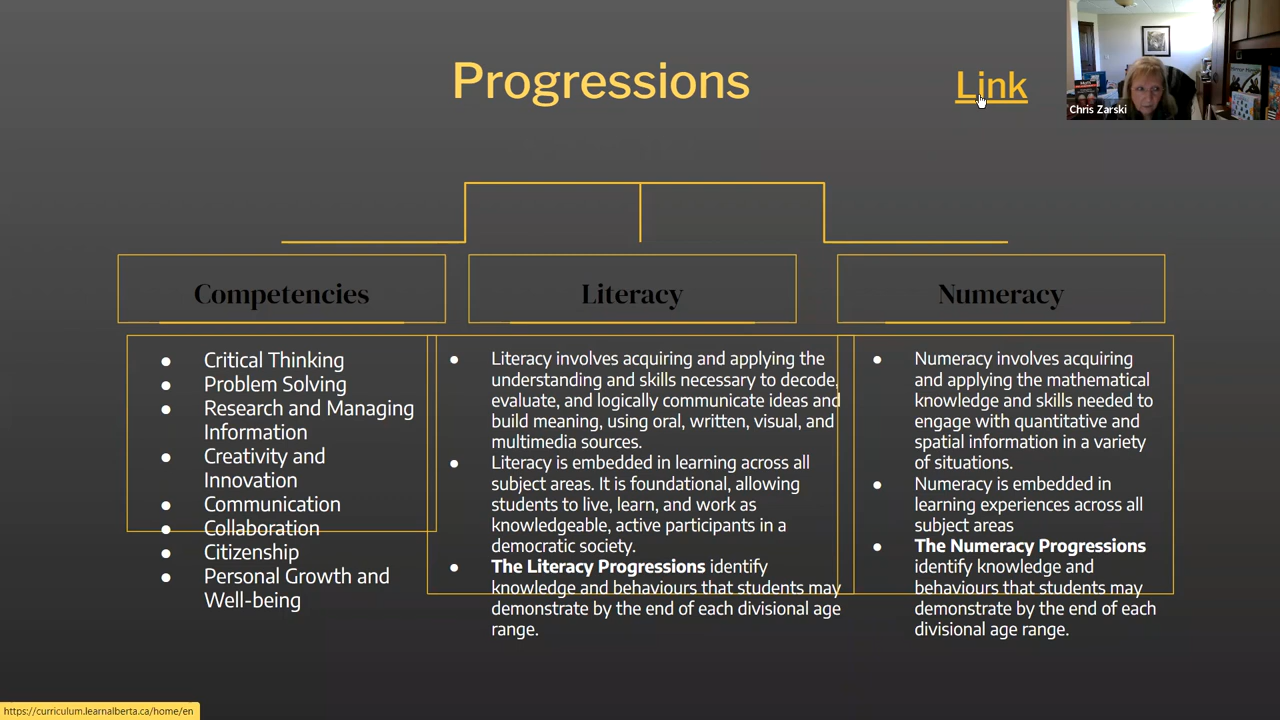 Progressions
Link
Chris Zarski
Competencies
Critical Thinking
Problem Solving
Research and Managing
Information
Creativity and
Innovation
Communication
Collaboration
Citizenship
Personal Growth and
Well-being
Literacy
Literacy involves acquiring and applying the
understanding and skills necessary to decode,
evaluate, and logically communicate ideas and
build meaning, using oral, written, visual, and
multimedia sources.
Literacy is embedded in learning across all
subject areas. It is foundational, allowing
students to live, learn, and work as
knowledgeable, active participants in a
democratic society.
The Literacy Progressions identify
knowledge and behaviours that students may
demonstrate by the end of each divisional age
range.
Numeracy
Numeracy involves acquiring
and applying the mathematical
knowledge and skills needed to
engage with quantitative and
spatial information in a variety
of situations.
Numeracy is embedded in
learning experiences across all
subject areas
The Numeracy Progressions
identify knowledge and
behaviours that students may
demonstrate by the end of each
divisional age range.
https://curriculum.learnalberta.ca/home/en